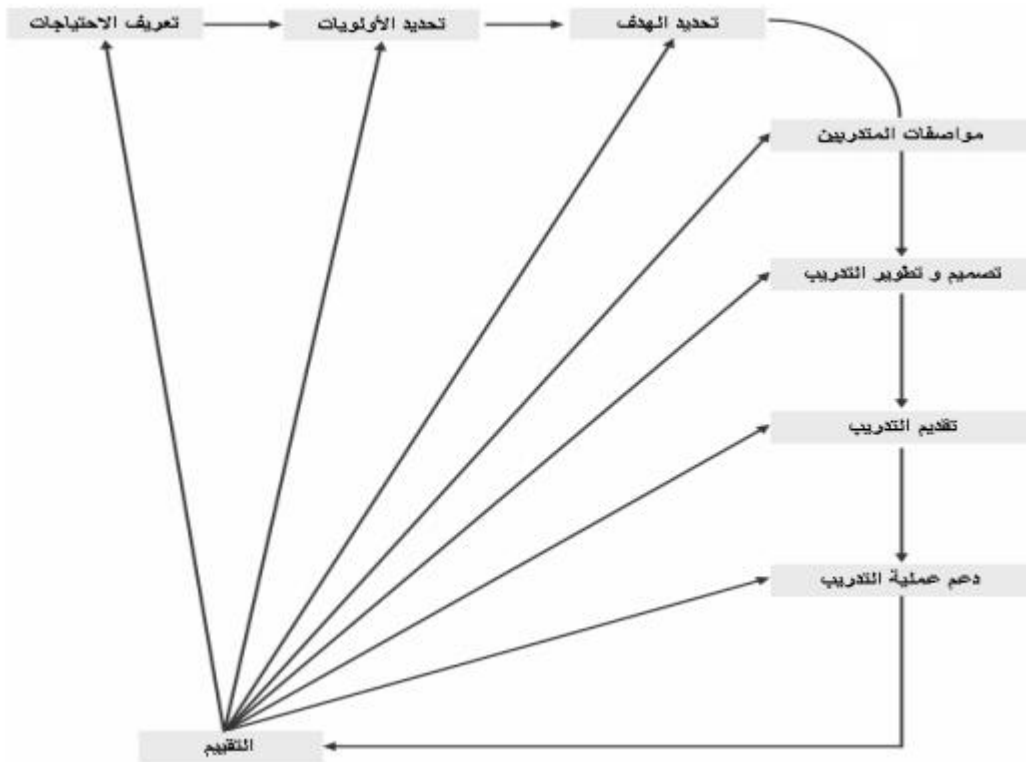 تعريف الاحتياجات
تحديد الأولويات
تحديد الهدف
مواصفات المتدربين
تصميم و تطوير التدريب
تقديم التدريب
دعم عملية التدريب
التقييم